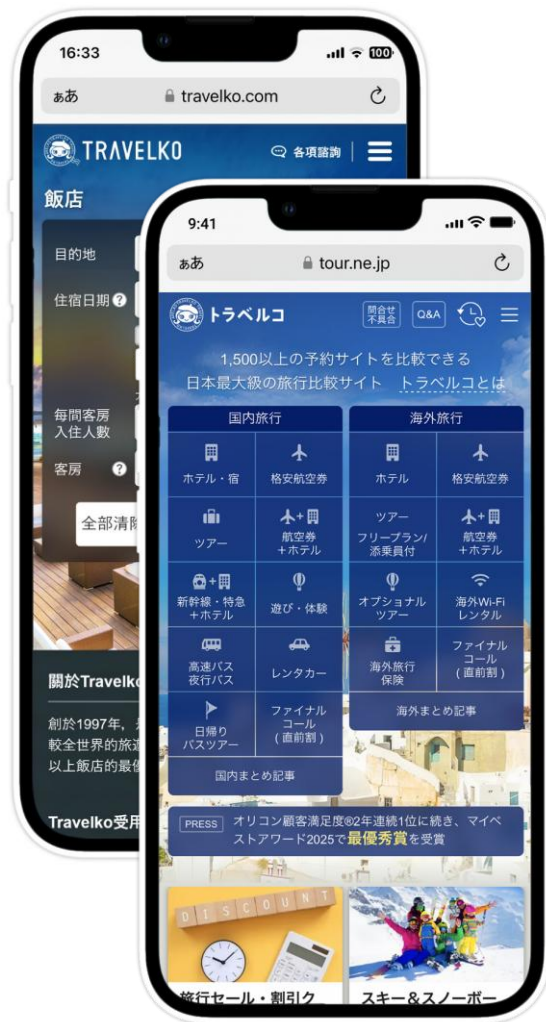 16:33
100
ぁあ
travelko.com
TRAVELKO
各項諮詢
飯店
目的地
住宿日期
?
每間客房
入住人數
客房
?
全部清除
關於Travelko
創於1997年,
較全世界的旅遊
以上飯店的最優
Travelko受用
9:41
ぁあ
tour.ne.jp
トラベルコ
問合せ
不具合
Q&A
1,500以上の予約サイトを比較できる
日本最大級の旅行比較サイト トラベルコとは
国内旅行
ホテル・宿
格安航空券
ツアー
+
航空券
+ホテル
+
新幹線・特急
+ホテル
遊び・体験
高速バス
夜行バス
レンタカー
日帰り
バスツアー
ファイナル
コール
(直前割)
国内まとめ記事
海外旅行
ホテル
格安航空券
ツアー
フリープラン/
添乗員付
+
航空券
+ホテル
オプショナル
ツアー
海外Wi-Fi
レンタル
海外旅行
保険
ファイナル
コール
(直前割)
海外まとめ記事
PRESS
オリコン顧客満足度®2年連続1位に続き、マイベ
ストアワード2025で最優秀賞を受賞
DISCOUNT
旅行セール・割引ク
スキー&スノーボー